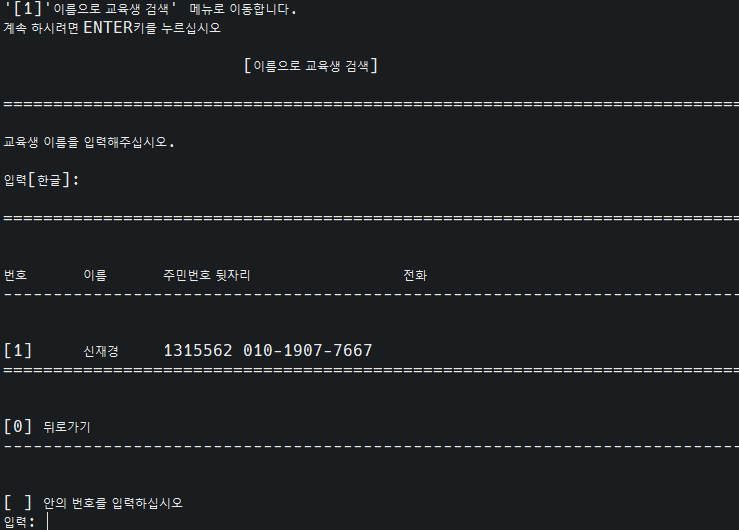 '[1]'이름으로 교육생 검색' 메뉴로 이동합니다.
계속 하시려면 ENTER키를 누르십시오
[이름으로 교육생 검색]
==========================================================================
교육생 이름을 입력해주십시오.
입력[한글]:
==========================================================================
번호 이름 주민번호 뒷자리 전화
--------------------------------------------------------------------------
[1] 신재경 1315562 010-1907-7667
==========================================================================
[0] 뒤로가기
--------------------------------------------------------------------------
[ ] 안의 번호를 입력하십시오
입력: